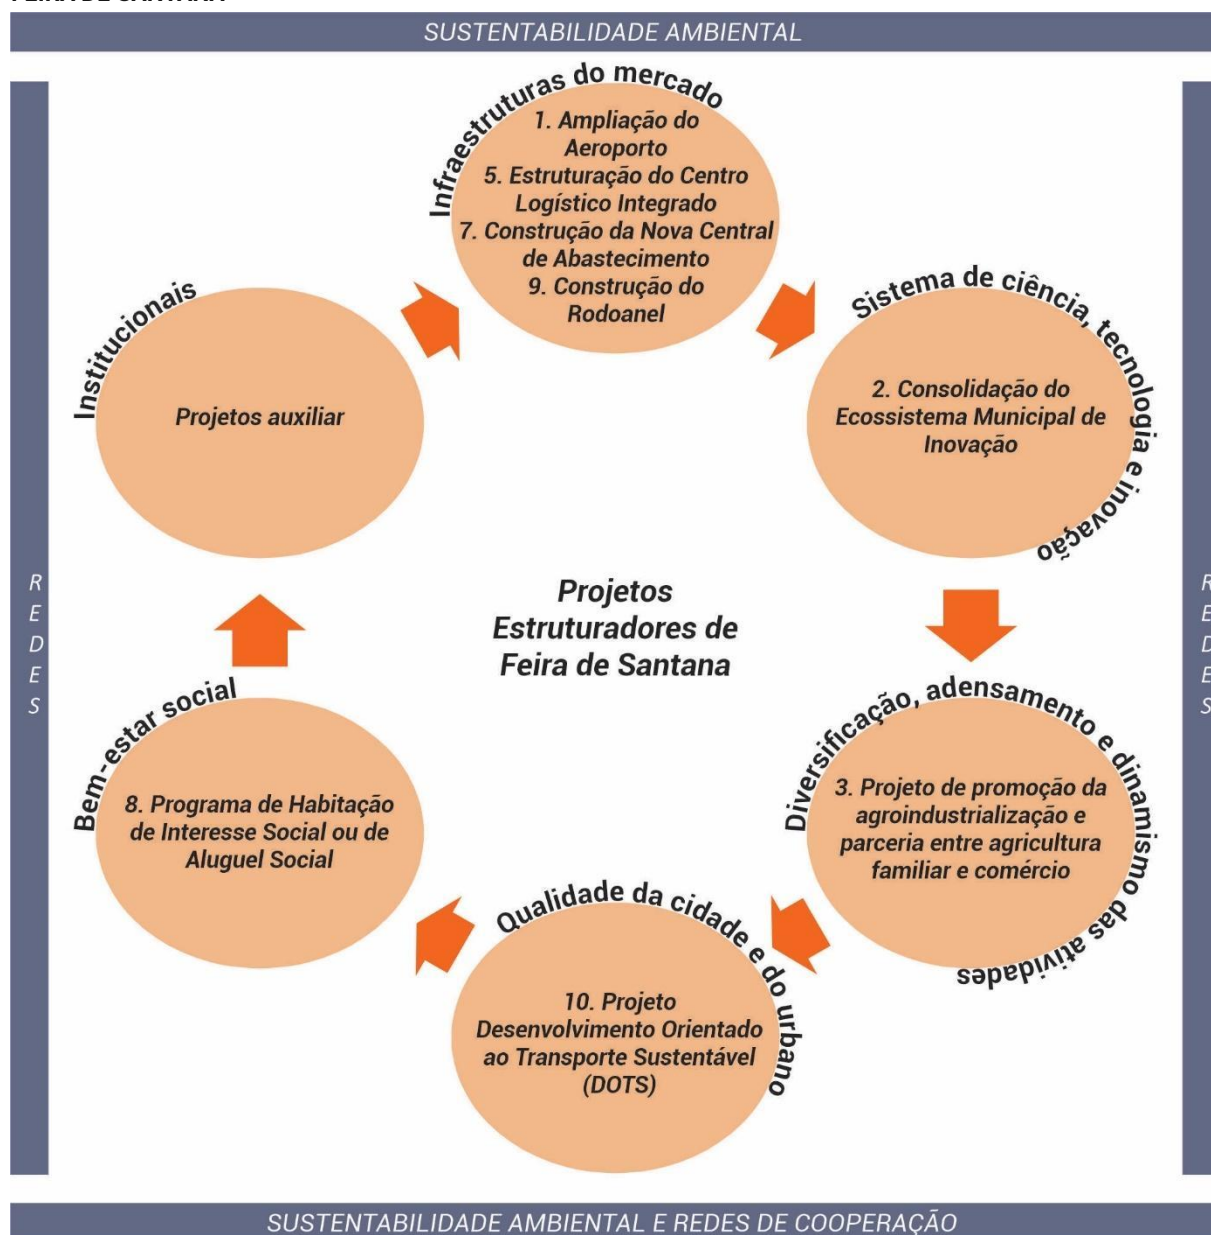 FEIRA DE SANTANA
SUSTENTABILIDADE AMBIENTAL
Infraestruturas do mercado
1. Ampliação do
Aeroporto
5. Estruturação do Centro
Logístico Integrado
7. Construção da Nova Central
de Abastecimento
9. Construção do
Rodoanel
Sistema de ciência, tecnologia e inovação
2. Consolidação do
Ecossistema Municipal de
Inovação
Institucionais
Projetos auxiliar
REDES
Projetos
Estruturadores de
Feira de Santana
REDES
Diversificação, adensamento e dinamismo das atividades
3. Projeto de promoção da
agroindustrialização e
parceria entre agricultura
familiar e comércio
Bem-estar social
8. Programa de Habitação
de Interesse Social ou de
Aluguel Social
Qualidade da cidade e do urbano
10. Projeto
Desenvolvimento Orientado
ao Transporte Sustentável
(DOTS)
SUSTENTABILIDADE AMBIENTAL E REDES DE COOPERAÇÃO